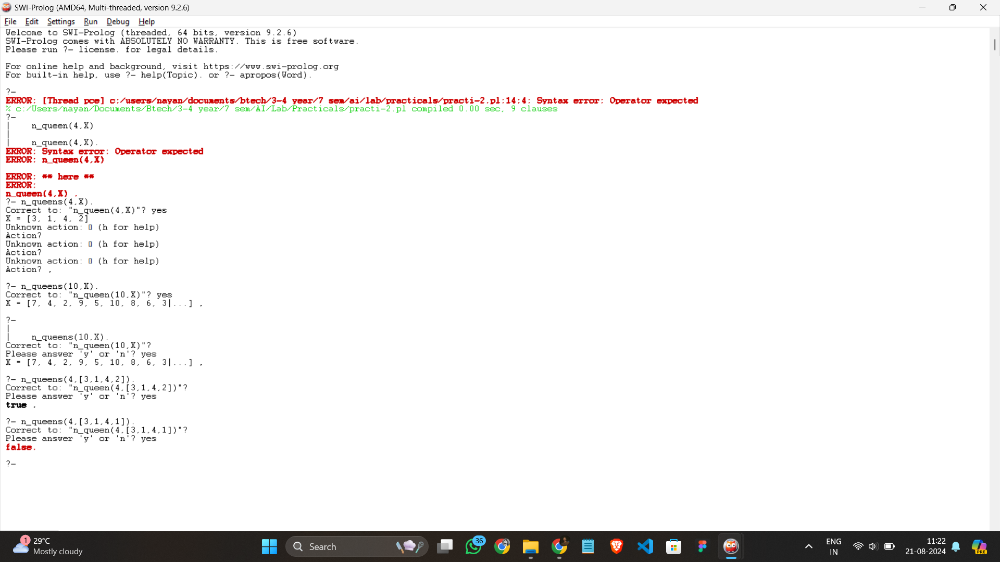 SWI-Prolog (AMD64, Multi-threaded, version 9.2.6)
File Edit Settings Run Debug Help
Welcome to SWI-Prolog (threaded, 64 bits, version 9.2.6)
SWI-Prolog comes with ABSOLUTELY NO WARRANTY. This is free software.
Please run ?- license. for legal details.
For online help and background, visit https://www.swi-prolog.org
For built-in help, use ?- help(Topic). or ?- apropos(Word).
?-
ERROR: [Thread pce] c:/users/nayan/documents/btech/3-4 year/7 sem/ai/lab/practicals/practi-2.pl:14:4: Syntax error: Operator expected
% c:/Users/nayan/Documents/Btech/3-4 year/7 sem/AI/Lab/Practicals/practi-2.pl compiled 0.00 sec, 9 clauses
?-
|    n_queen(4,X)
|
|    n_queen(4,X).
ERROR: Syntax error: Operator expected
ERROR: n_queen(4,X)
ERROR: ** here **
ERROR:
n_queen(4,X) .
?- n_queens(4,X).
Correct to: "n_queen(4,X)"? yes
X = [3, 1, 4, 2]
Unknown action: ▯ (h for help)
Action?
Unknown action: ▯ (h for help)
Action?
Unknown action: ▯ (h for help)
Action? .
?- n_queens(10,X).
Correct to: "n_queen(10,X)"? yes
X = [7, 4, 2, 9, 5, 10, 8, 6, 3|...] .
?-
|
|    n_queens(10,X).
Correct to: "n_queen(10,X)"?
Please answer 'y' or 'n'? yes
X = [7, 4, 2, 9, 5, 10, 8, 6, 3|...] .
?- n_queens(4,[3,1,4,2]).
Correct to: "n_queen(4,[3,1,4,2])"?
Please answer 'y' or 'n'? yes
true .
?- n_queens(4,[3,1,4,1]).
Correct to: "n_queen(4,[3,1,4,1])"?
Please answer 'y' or 'n'? yes
false.
?-
1
29°C
Mostly cloudy
Search
36
ENG
IN
11:22
21-08-2024
PRE